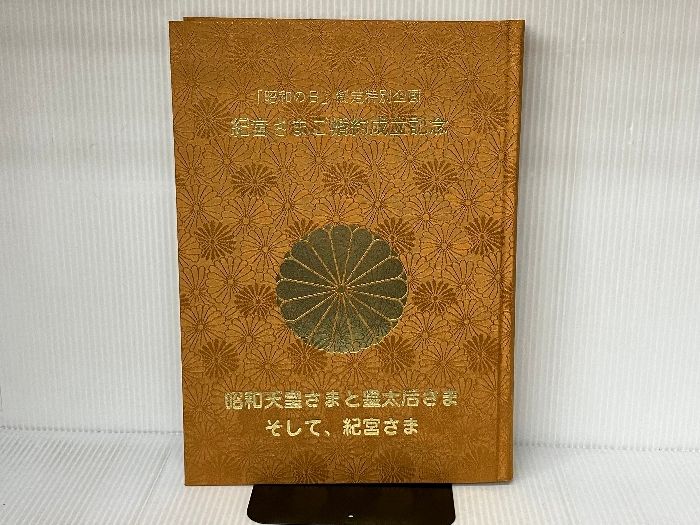 「昭和の日」制定特別企画
紀宮さまご婚約成立記念
昭和天皇さまと皇太后さま
そして、紀宮さま